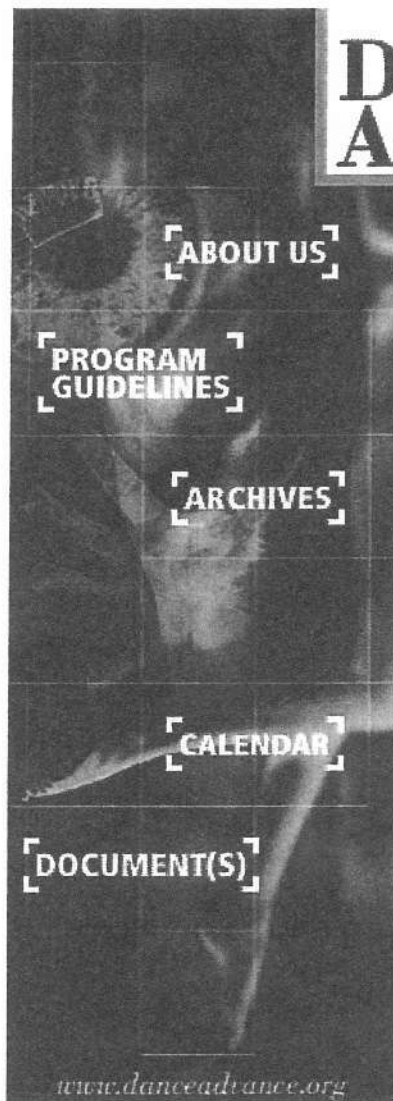 D
A
ABOUT US
PROGRAM
GUIDELINES
ARCHIVES
CALENDAR
DOCUMENT(S)
www.danceadvance.org